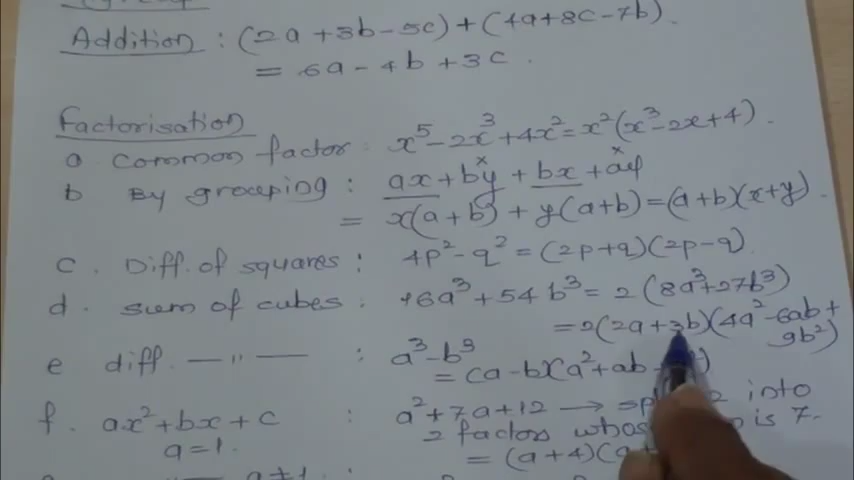 Addition : (2a + 3b - 5c) + (4a + 8c - 7b)
= 6a - 4b + 3c .
Factorisation
a. Common factor : x⁵ - 2x³ + 4x² = x²(x³ - 2x + 4) .
b By grouping : ax + by + bx + ay
= x(a + b) + y(a + b) = (a + b)(x + y) .
c. Diff. of squares : 4p² - q² = (2p + q)(2p - q)
d. sum of cubes : 16a³ + 54b³ = 2(8a³ + 27b³)
= 2(2a + 3b)(4a² - 6ab + 9b²)
e diff. —"— : a³ - b³
= (a - b)(a² + ab
f. ax² + bx + c : a² + 7a + 12 → into
a = 1. 2 factors is 7.
= (a + 4)(a +
a ≠ 1 :